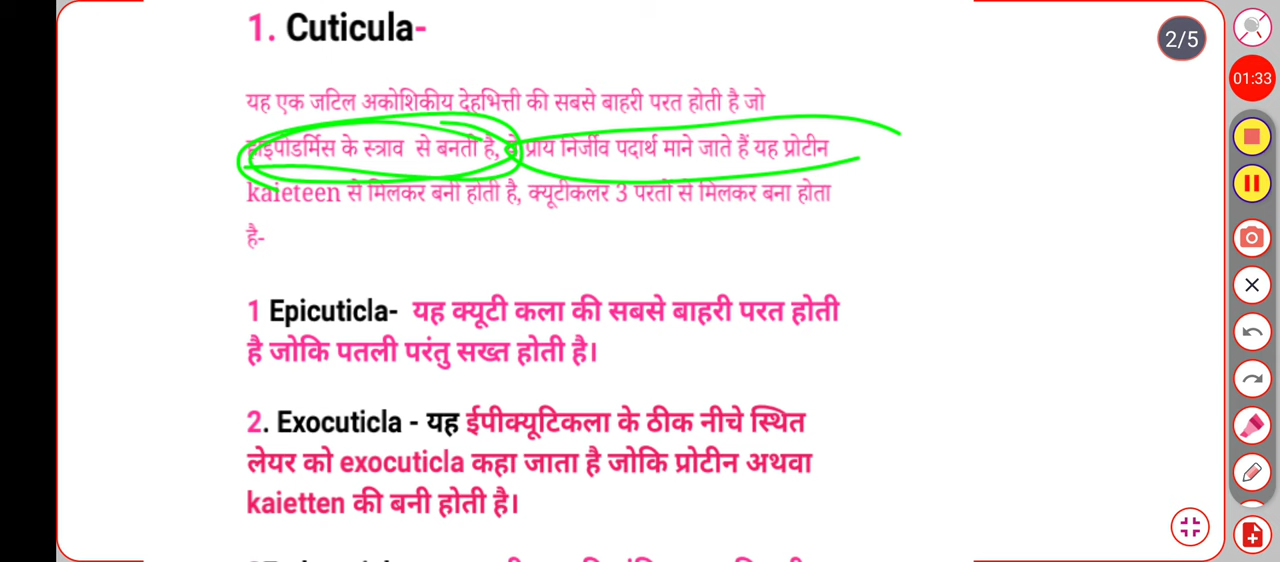 1. Cuticula-
2/5
01:33
यह एक जटिल अकोशिकीय देहभित्ती की सबसे बाहरी परत होती है जो
हाइपोडर्मिस के स्त्राव से बनती है, प्राय निर्जीव पदार्थ माने जाते हैं यह प्रोटीन
kaieteen से मिलकर बनी होती है, क्यूटीकलर 3 परतों से मिलकर बना होता
है-
1 Epicuticla- यह क्यूटी कला की सबसे बाहरी परत होती
है जोकि पतली परंतु सख्त होती है।
2. Exocuticla - यह ईपीक्यूटिकला के ठीक नीचे स्थित
लेयर को exocuticla कहा जाता है जोकि प्रोटीन अथवा
kaietten की बनी होती है।